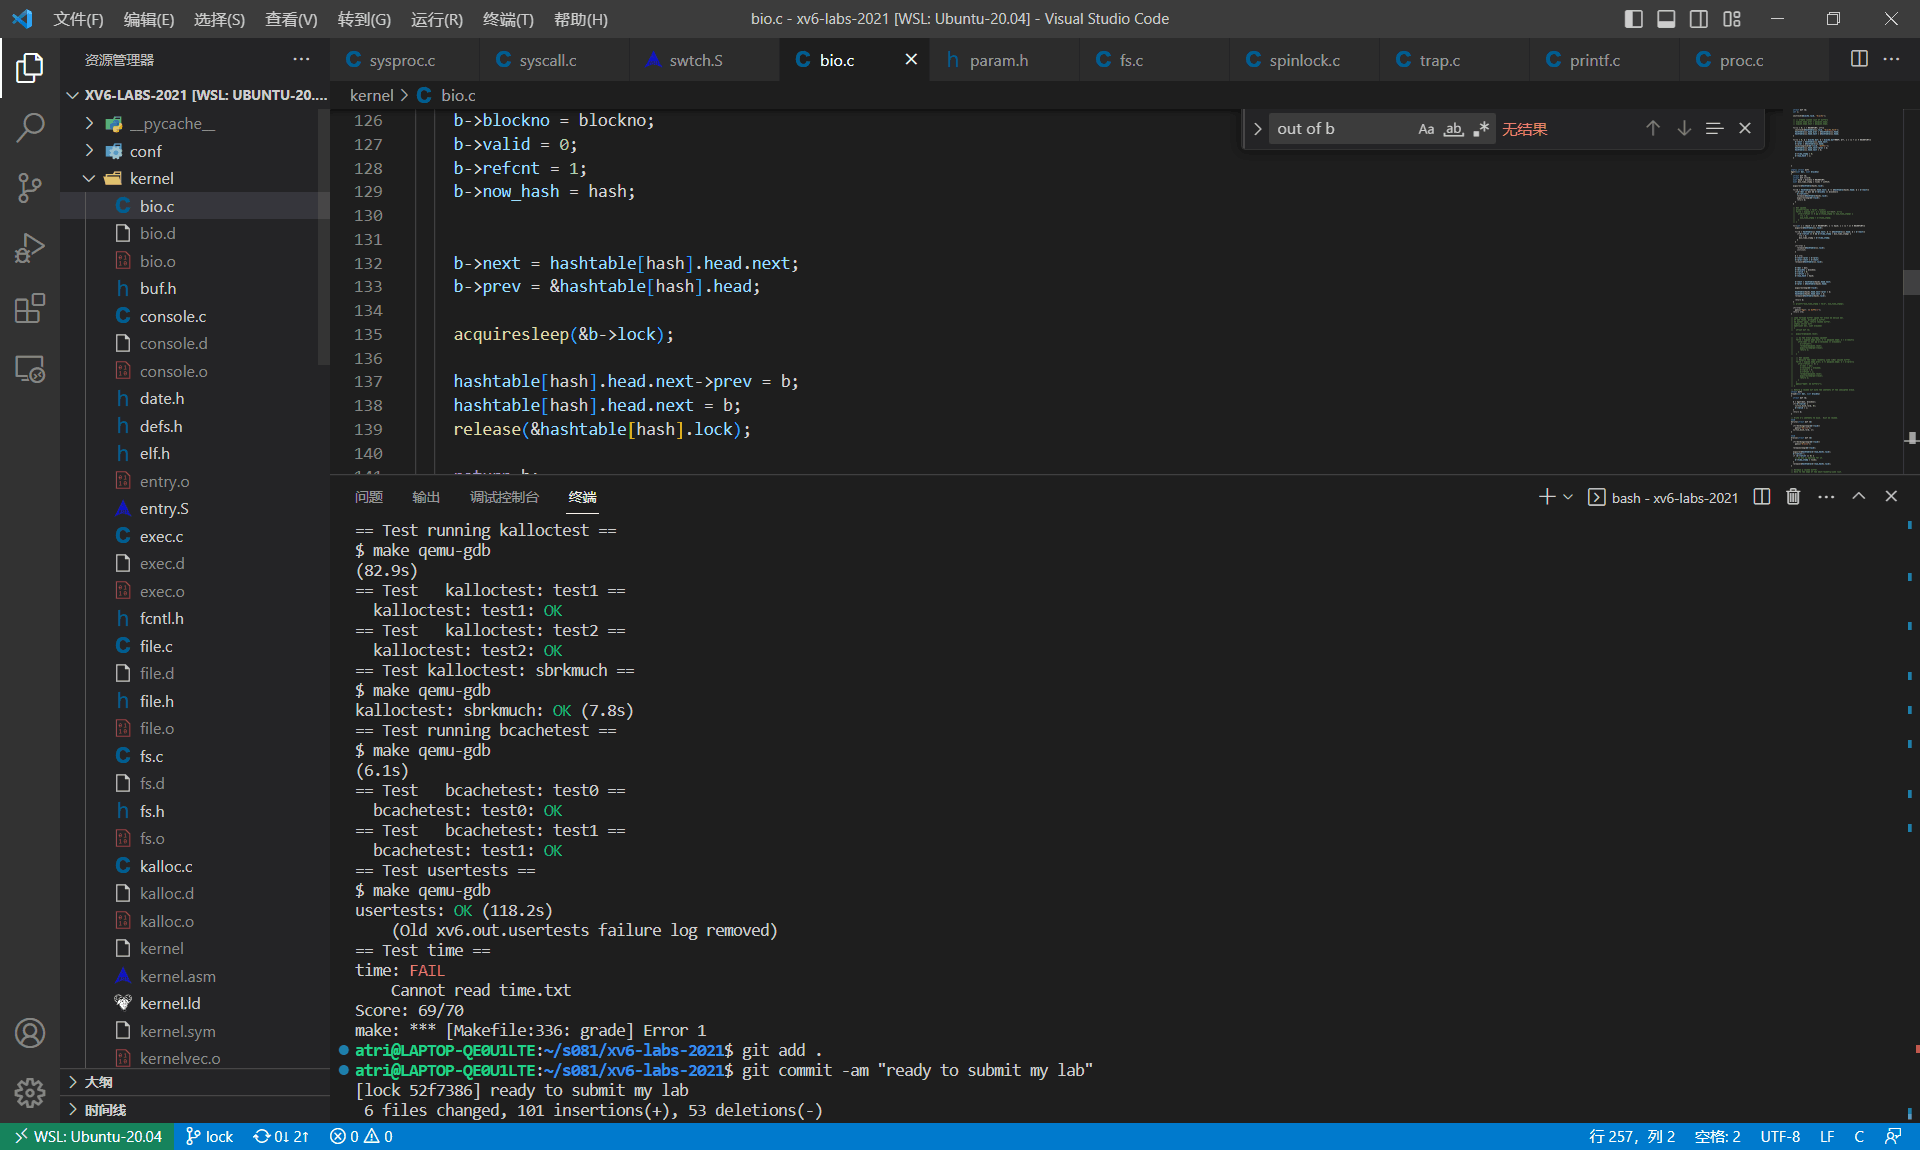 文件(F) 编辑(E) 选择(S) 查看(V) 转到(G) 运行(R) 终端(T) 帮助(H) bio.c - xv6-labs-2021 [WSL: Ubuntu-20.04] - Visual Studio Code
资源管理器
sysproc.c syscall.c swtch.S bio.c param.h fs.c spinlock.c trap.c printf.c proc.c
XV6-LABS-2021 [WSL: UBUNTU-20....
__pycache__
conf
kernel
bio.c
bio.d
bio.o
buf.h
console.c
console.d
console.o
date.h
defs.h
elf.h
entry.o
entry.S
exec.c
exec.d
exec.o
fcntl.h
file.c
file.d
file.h
file.o
fs.c
fs.d
fs.h
fs.o
kalloc.c
kalloc.d
kalloc.o
kernel
kernel.asm
kernel.ld
kernel.sym
kernelvec.o
大纲
时间线
kernel > bio.c
out of b Aa ab .* 无结果
126 b->blockno = blockno;
127 b->valid = 0;
128 b->refcnt = 1;
129 b->now_hash = hash;
130
131
132 b->next = hashtable[hash].head.next;
133 b->prev = &hashtable[hash].head;
134
135 acquiresleep(&b->lock);
136
137 hashtable[hash].head.next->prev = b;
138 hashtable[hash].head.next = b;
139 release(&hashtable[hash].lock);
140
141 return b;
问题 输出 调试控制台 终端 bash - xv6-labs-2021
== Test running kalloctest ==
$ make qemu-gdb
(82.9s)
== Test   kalloctest: test1 ==
  kalloctest: test1: OK
== Test   kalloctest: test2 ==
  kalloctest: test2: OK
== Test kalloctest: sbrkmuch ==
$ make qemu-gdb
kalloctest: sbrkmuch: OK (7.8s)
== Test running bcachetest ==
$ make qemu-gdb
(6.1s)
== Test   bcachetest: test0 ==
  bcachetest: test0: OK
== Test   bcachetest: test1 ==
  bcachetest: test1: OK
== Test usertests ==
$ make qemu-gdb
usertests: OK (118.2s)
    (Old xv6.out.usertests failure log removed)
== Test time ==
time: FAIL
    Cannot read time.txt
Score: 69/70
make: *** [Makefile:336: grade] Error 1
atri@LAPTOP-QE0U1LTE:~/s081/xv6-labs-2021$ git add .
atri@LAPTOP-QE0U1LTE:~/s081/xv6-labs-2021$ git commit -am "ready to submit my lab"
[lock 52f7386] ready to submit my lab
 6 files changed, 101 insertions(+), 53 deletions(-)
WSL: Ubuntu-20.04 lock 0↓ 2↑ 0 0 行 257，列 2 空格: 2 UTF-8 LF C